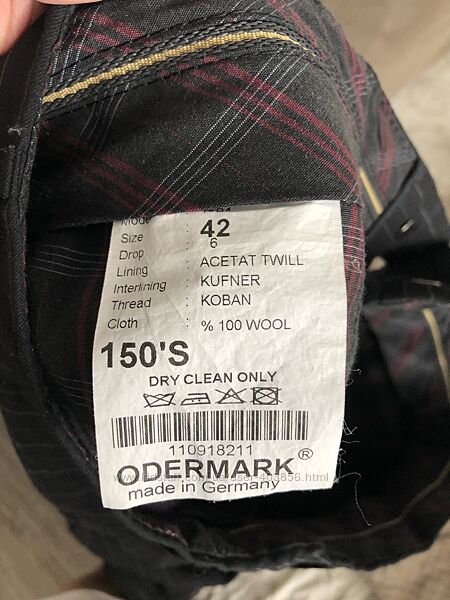 Size : 42
Drop : 6
Lining : ACETAT TWILL
Interlining : KUFNER
Thread : KOBAN
Cloth : % 100 WOOL
150'S
DRY CLEAN ONLY
110918211
ODERMARK®
made in Germany